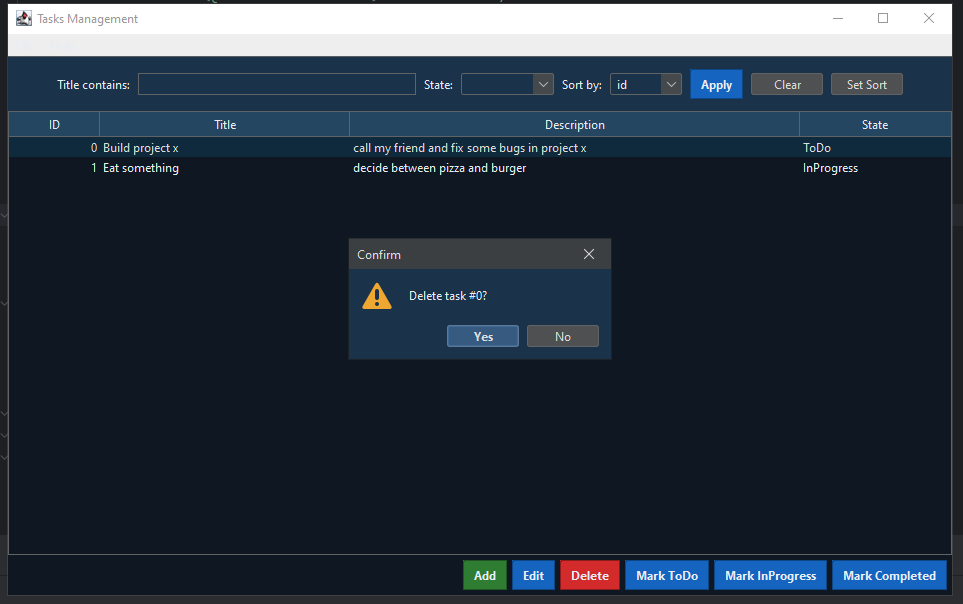 Tasks Management
Title contains: State: Sort by: id Apply Clear Set Sort
ID Title Description State
0 Build project x call my friend and fix some bugs in project x ToDo
1 Eat something decide between pizza and burger InProgress
Confirm
Delete task #0?
Yes No
Add Edit Delete Mark ToDo Mark InProgress Mark Completed